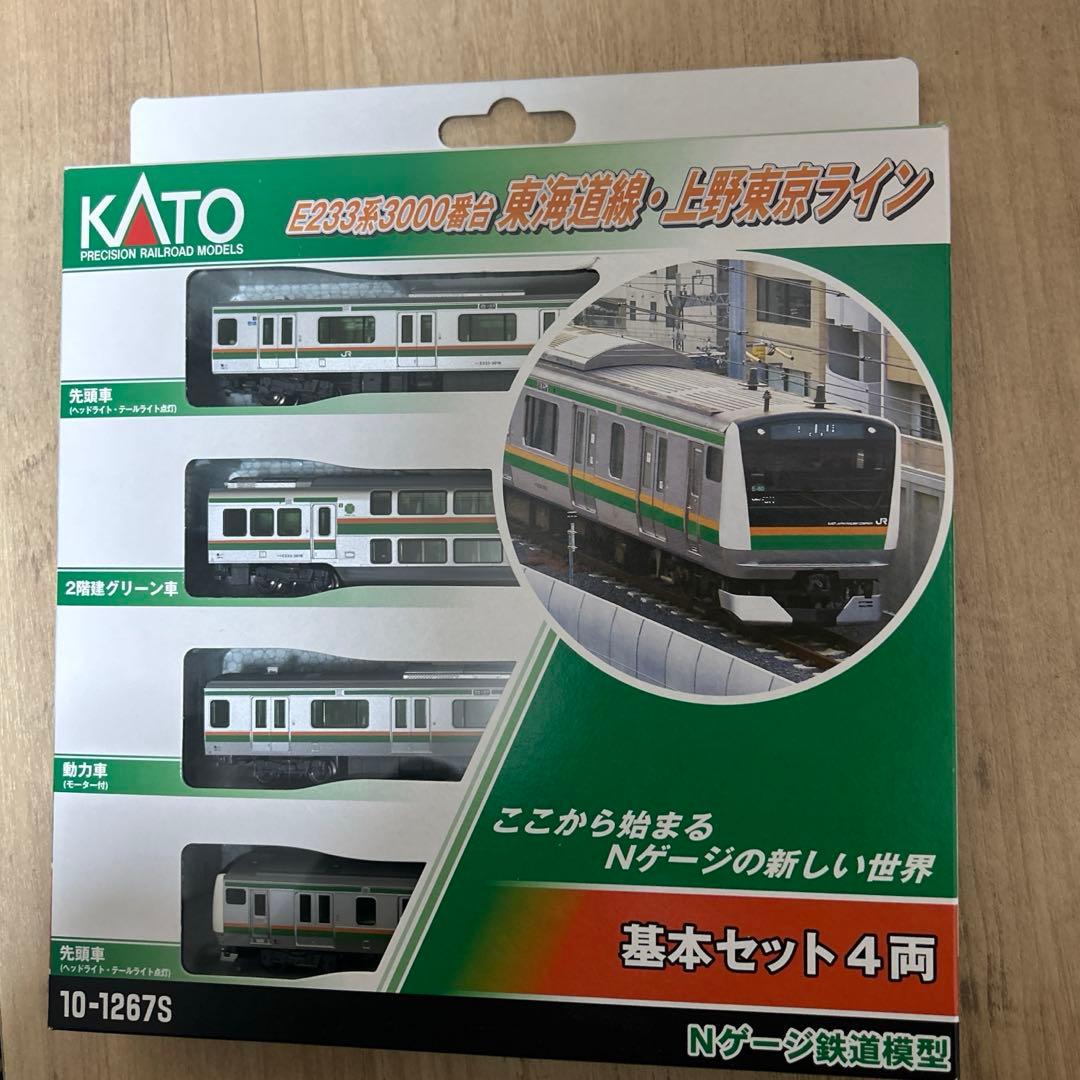 KATO
PRECISION RAILROAD MODELS
E233系3000番台 東海道線・上野東京ライン
JR
先頭車
(ヘッドライト・テールライト点灯)
2階建グリーン車
動力車
(モーター付)
先頭車
(ヘッドライト・テールライト点灯)
JR
ここから始まる
Nゲージの新しい世界
基本セット4両
10-1267S
Nゲージ鉄道模型